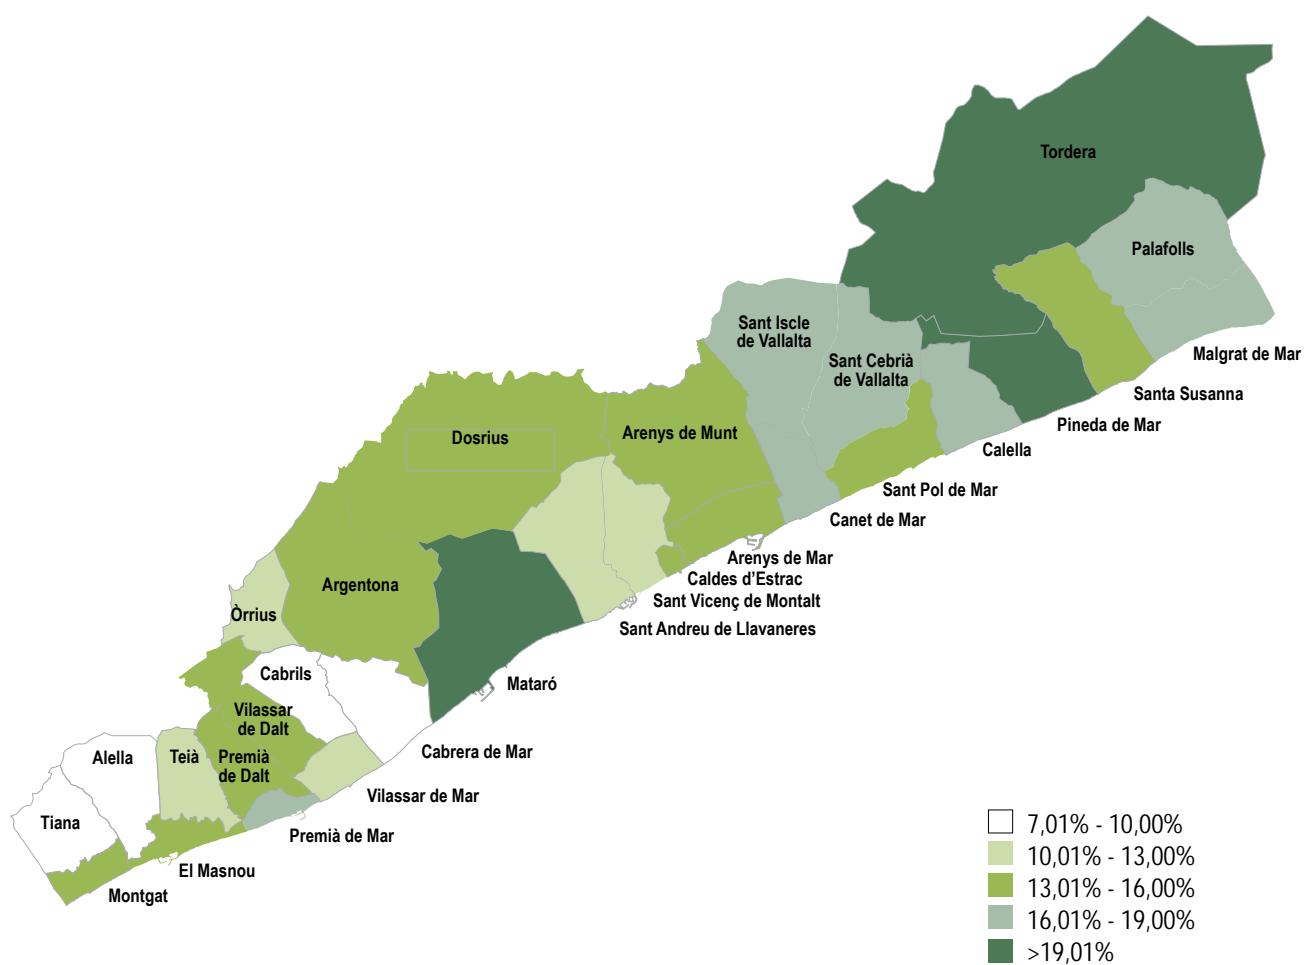 Tordera
Palafolls
Sant Iscle
de Vallalta
Sant Cebrià
de Vallalta
Malgrat de Mar
Santa Susanna
Pineda de Mar
Calella
Sant Pol de Mar
Canet de Mar
Arenys de Munt
Dosrius
Arenys de Mar
Caldes d'Estrac
Sant Vicenç de Montalt
Sant Andreu de Llavaneres
Argentona
Òrrius
Mataró
Cabrils
Vilassar
de Dalt
Cabrera de Mar
Alella
Teià
Premià
de Dalt
Vilassar de Mar
Tiana
Premià de Mar
El Masnou
Montgat
7,01% - 10,00%
10,01% - 13,00%
13,01% - 16,00%
16,01% - 19,00%
>19,01%